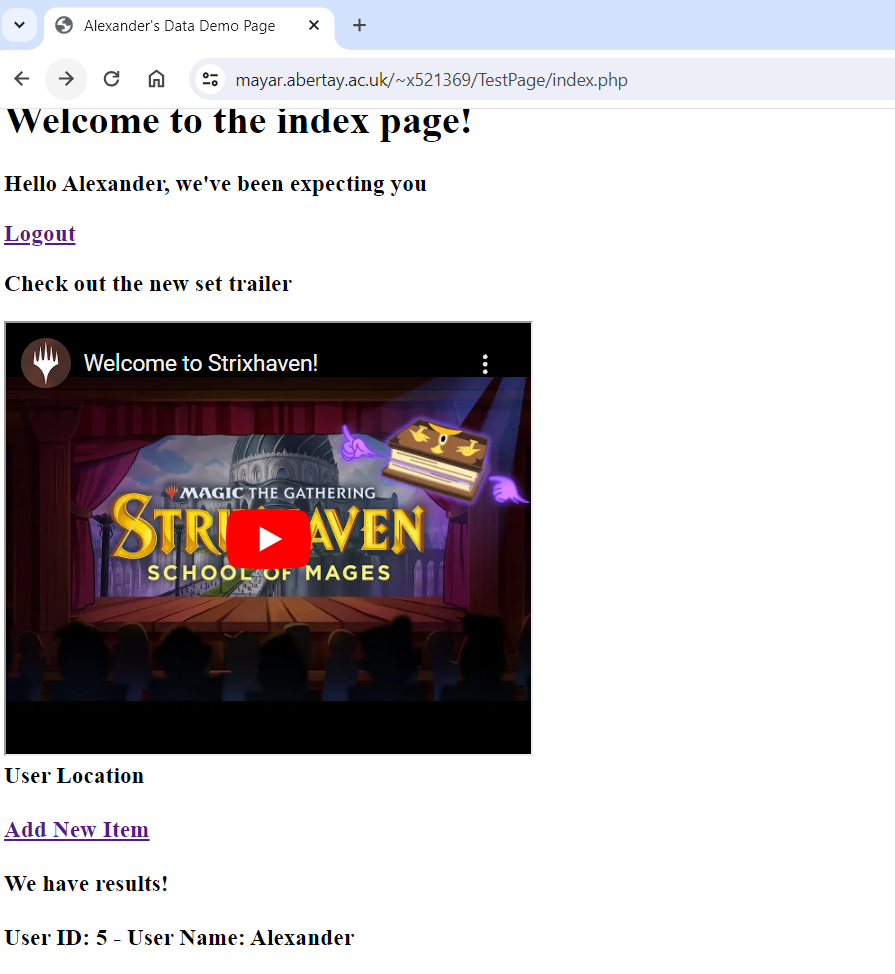 Alexander's Data Demo Page
mayar.abertay.ac.uk/~x521369/TestPage/index.php
Welcome to the index page!
Hello Alexander, we've been expecting you
Logout
Check out the new set trailer
Welcome to Strixhaven!
MAGIC THE GATHERING
SCHOOL OF MAGES
User Location
Add New Item
We have results!
User ID: 5 - User Name: Alexander